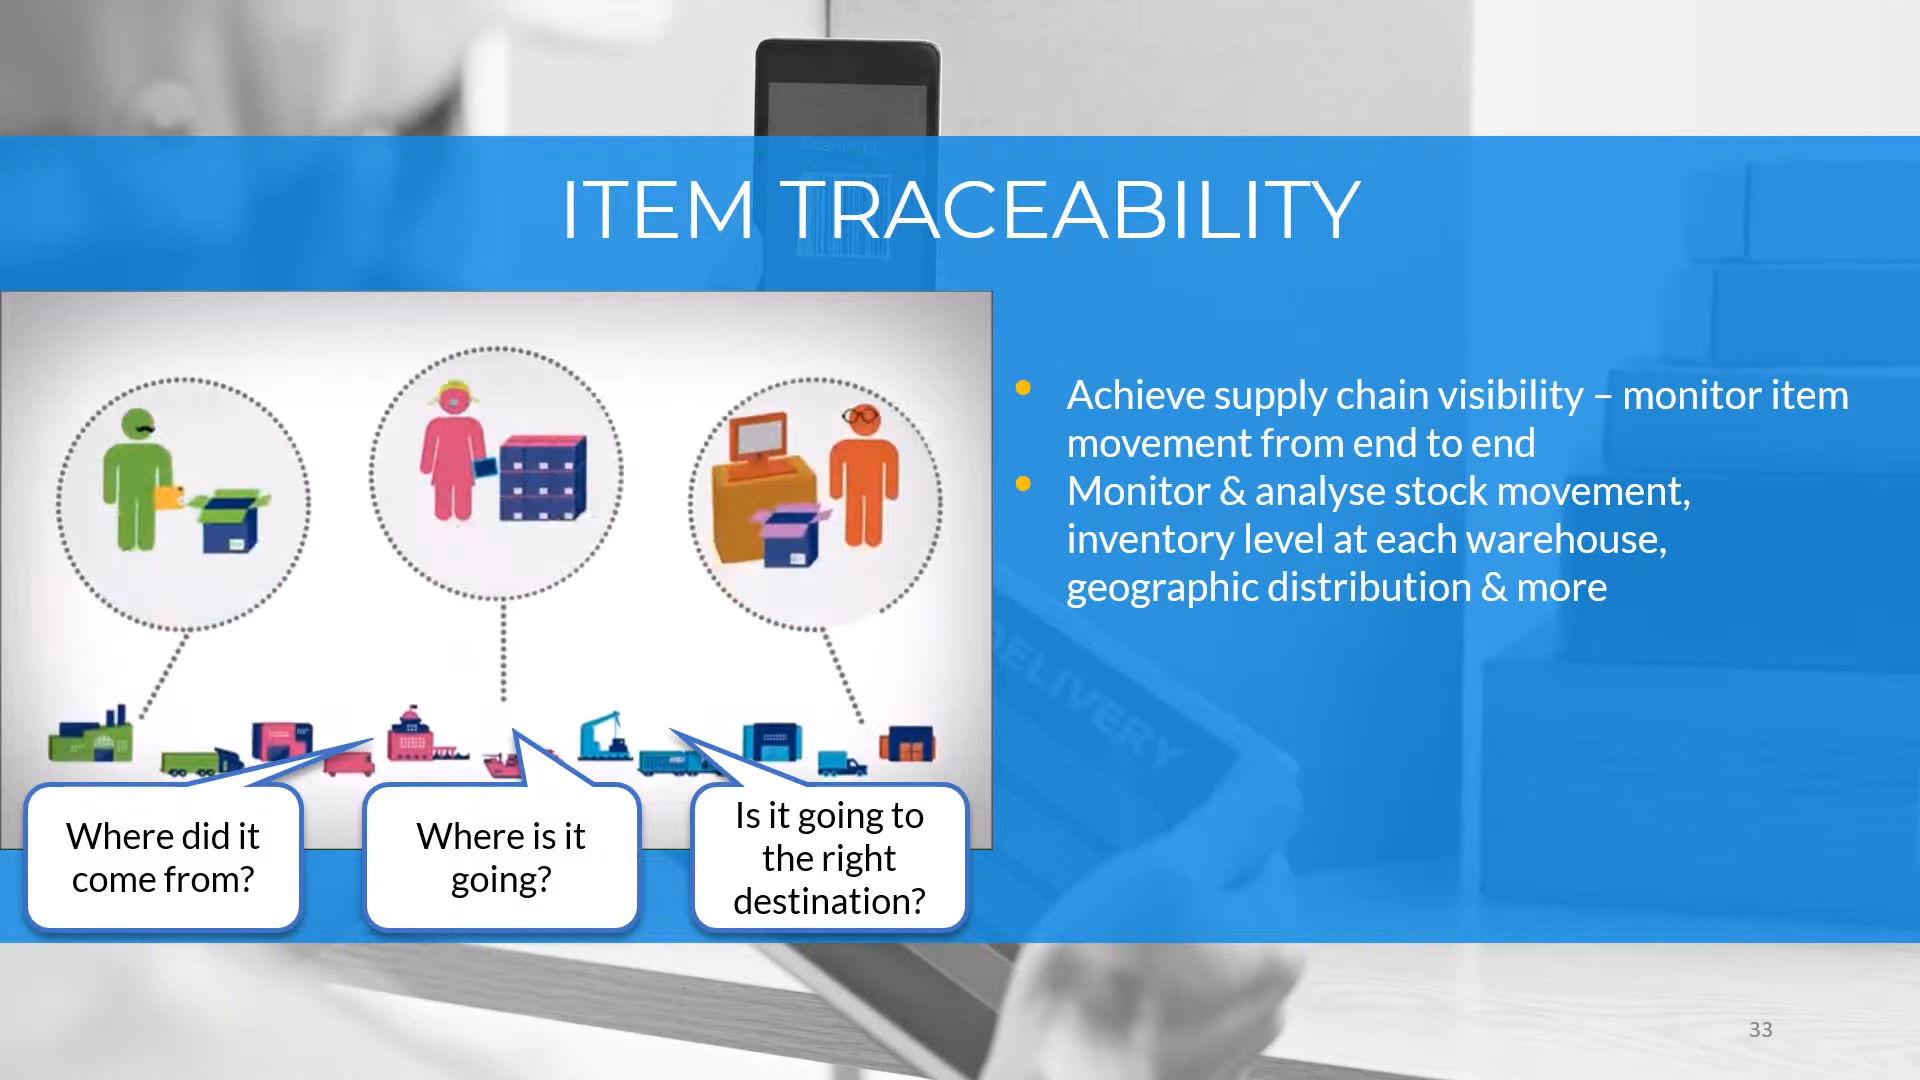 ITEM TRACEABILITY
Achieve supply chain visibility – monitor item
movement from end to end
Monitor & analyse stock movement,
inventory level at each warehouse,
geographic distribution & more
DELIVERY
Where did it
come from?
Where is it
going?
Is it going to
the right
destination?
33